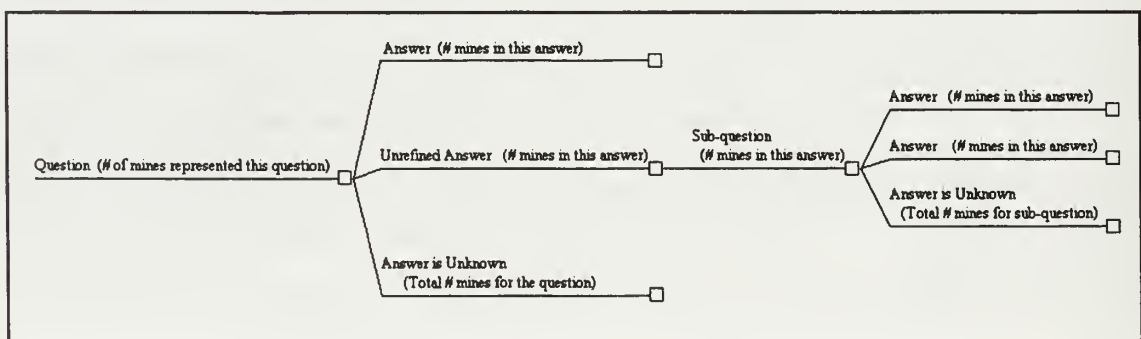 Question (# of mines represented this question)
Answer (# mines in this answer)
Unrefined Answer (# mines in this answer)
Answer is Unknown
(Total # mines for the question)
Sub-question
(# mines in this answer)
Answer (# mines in this answer)
Answer (# mines in this answer)
Answer is Unknown
(Total # mines for sub-question)